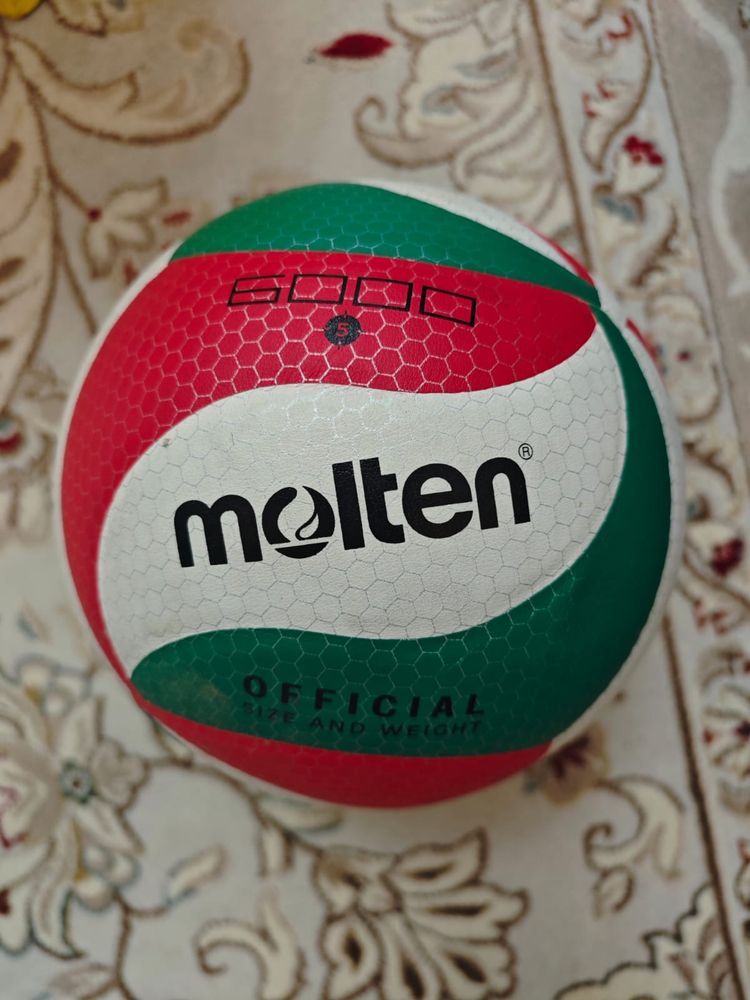 6000
5
molten®
OFFICIAL
SIZE AND WEIGHT